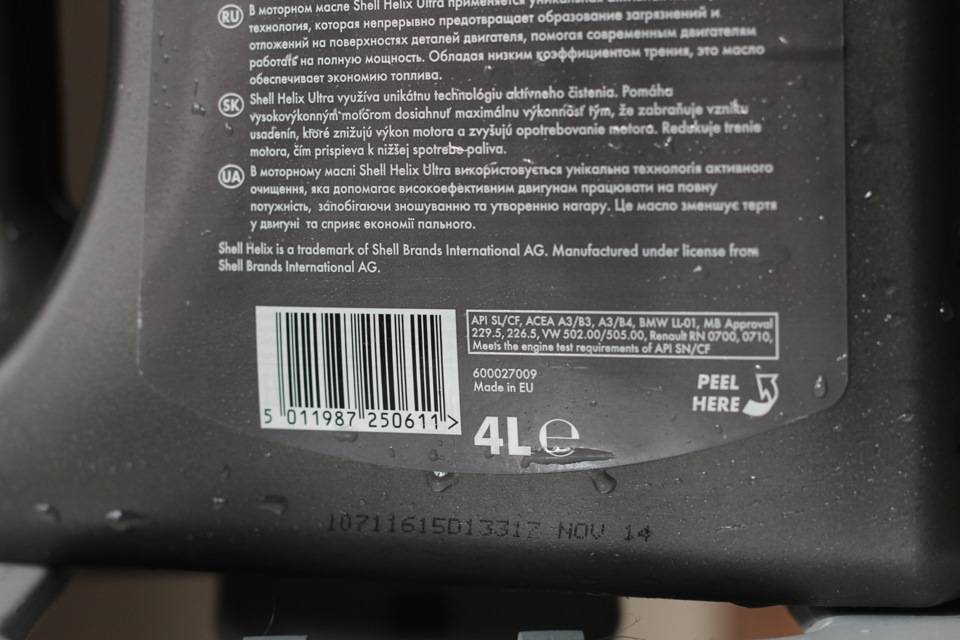 RU В моторном масле Shell Helix Ultra применяется уникальная
технология, которая непрерывно предотвращает образование загрязнений и
отложений на поверхностях деталей двигателя, помогая современным двигателям
работать на полную мощность. Обладая низким коэффициентом трения, это масло
обеспечивает экономию топлива.
SK Shell Helix Ultra využíva unikátnu technológiu aktívneho čistenia. Pomáha
vysokovýkonným motorom dosiahnuť maximálnu výkonnosť tým, že zabraňuje vzniku
usadenín, ktoré znižujú výkon motora a zvyšujú opotrebovanie motora. Redukuje trenie
motora, čím prispieva k nižšej spotrebe paliva.
UA В моторному маслі Shell Helix Ultra використовується унікальна технологія активного
очищення, яка допомагає високоефективним двигунам працювати на повну
потужність, запобігаючи зношуванню та утворенню нагару. Це масло зменшує тертя
у двигуні та сприяє економії пального.
Shell Helix is a trademark of Shell Brands International AG. Manufactured under license from
Shell Brands International AG.
API SL/CF, ACEA A3/B3, A3/B4, BMW LL-01, MB Approval
229.5, 226.5, VW 502.00/505.00, Renault RN 0700, 0710,
Meets the engine test requirements of API SN/CF
600027009
Made in EU
PEEL
HERE
5 011987 250611 >
4L ℮
10711615D13317 NOV 14